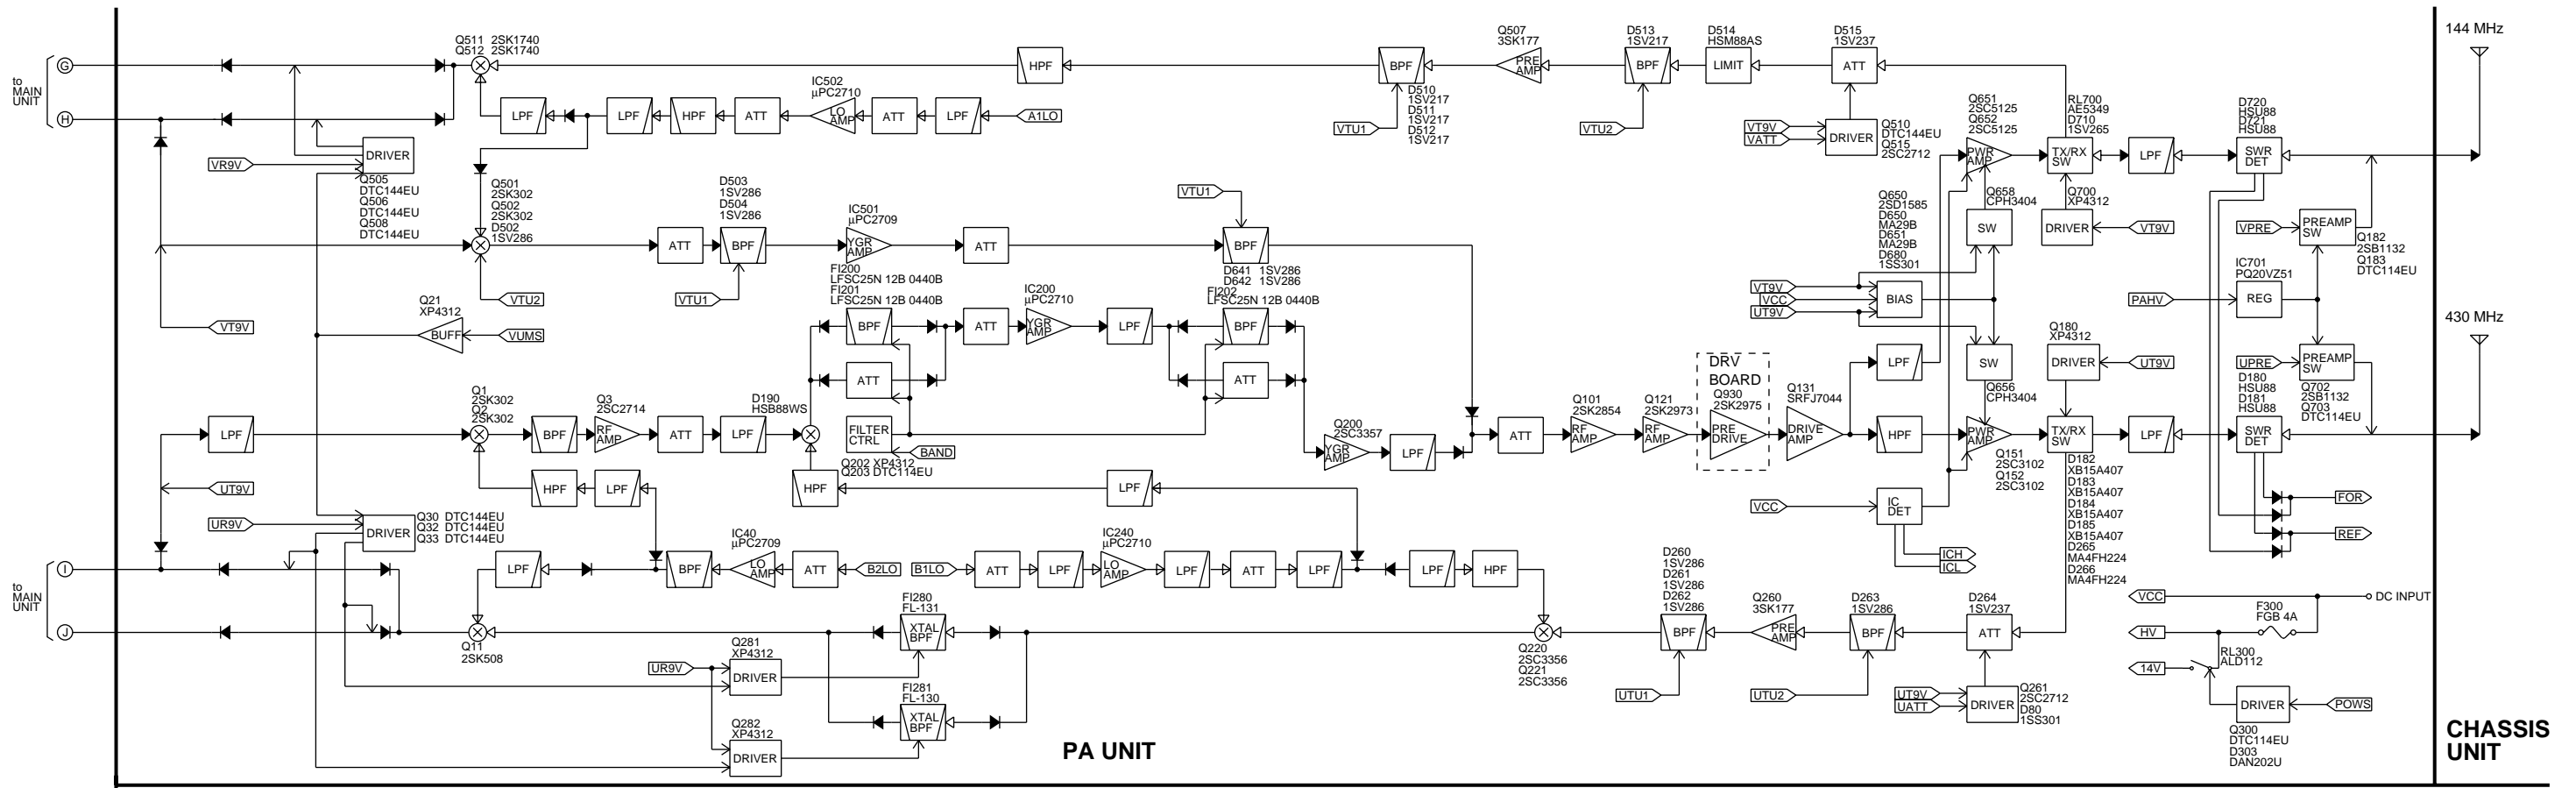 144 MHz
Q511 2SK1740
Q512 2SK1740
Q507
3SK177
D513
1SV217
D514
HSM88AS
D515
1SV237
G
to
MAIN
UNIT
H
HPF
BPF
PRE
AMP
BPF
LIMIT
ATT
IC502
µPC2710
LPF
LPF
HPF
ATT
LO
AMP
ATT
LPF
A1LO
D510
1SV217
D511
1SV217
D512
1SV217
VTU1
VTU2
VT9V
VATT
DRIVER
Q510
DTC144EU
Q515
2SC2712
Q651
2SC5125
Q652
2SC5125
RL700
AE5349
D710
1SV265
D720
HSU88
D721
HSU88
VR9V
DRIVER
Q505
DTC144EU
Q506
DTC144EU
Q508
DTC144EU
PWR
AMP
TX/RX
SW
LPF
SWR
DET
Q501
2SK302
Q502
2SK302
D502
1SV286
D503
1SV286
D504
1SV286
IC501
µPC2709
VTU1
Q650
2SD1585
D650
MA29B
D651
MA29B
D680
1SS301
Q658
CPH3404
SW
Q700
XP4312
DRIVER
VT9V
VPRE
PREAMP
SW
Q182
2SB1132
Q183
DTC114EU
ATT
BPF
YGR
AMP
ATT
BPF
VTU2
VTU1
FI200
LFSC25N 12B 0440B
FI201
LFSC25N 12B 0440B
IC200
µPC2710
D641 1SV286
D642 1SV286
FI202
LFSC25N 12B 0440B
VT9V
VCC
UT9V
BIAS
IC701
PQ20VZ51
PAHV
REG
430 MHz
VT9V
Q21
XP4312
BUFF
VUMS
BPF
ATT
YGR
AMP
LPF
BPF
ATT
ATT
SW
Q656
CPH3404
Q180
XP4312
DRIVER
UT9V
UPRE
PREAMP
SW
Q702
2SB1132
Q703
DTC114EU
D180
HSU88
D181
HSU88
DRV
BOARD
Q930
2SK2975
Q131
SRFJ7044
LPF
Q1
2SK302
Q2
2SK302
Q3
2SC2714
D190
HSB88WS
LPF
BPF
RF
AMP
ATT
LPF
FILTER
CTRL
BAND
Q202 XP4312
Q203 DTC114EU
Q200
2SC3357
YGR
AMP
LPF
ATT
Q101
2SK2854
RF
AMP
Q121
2SK2973
RF
AMP
PRE
DRIVE
DRIVE
AMP
HPF
PWR
AMP
Q151
2SC3102
Q152
2SC3102
TX/RX
SW
LPF
SWR
DET
D182
XB15A407
D183
XB15A407
D184
XB15A407
D185
XB15A407
D265
MA4FH224
D266
MA4FH224
UT9V
HPF
LPF
HPF
LPF
VCC
IC
DET
FOR
REF
ICH
ICL
UR9V
DRIVER
Q30 DTC144EU
Q32 DTC144EU
Q33 DTC144EU
IC40
µPC2709
IC240
µPC2710
I
to
MAIN
UNIT
J
LPF
BPF
LO
AMP
ATT
B2LO
B1LO
ATT
LPF
LO
AMP
LPF
ATT
LPF
LPF
HPF
D260
1SV286
D261
1SV286
D262
1SV286
Q260
3SK177
D263
1SV286
D264
1SV237
VCC
DC INPUT
F300
FGB 4A
HV
RL300
ALD112
14V
FI280
FL-131
XTAL
BPF
Q11
2SK508
Q281
XP4312
UR9V
DRIVER
FI281
FL-130
XTAL
BPF
Q282
XP4312
DRIVER
Q220
2SC3356
Q221
2SC3356
BPF
PRE
AMP
BPF
ATT
UTU1
UTU2
UT9V
UATT
DRIVER
Q261
2SC2712
D80
1SS301
DRIVER
POWS
Q300
DTC114EU
D303
DAN202U
PA UNIT
CHASSIS
UNIT